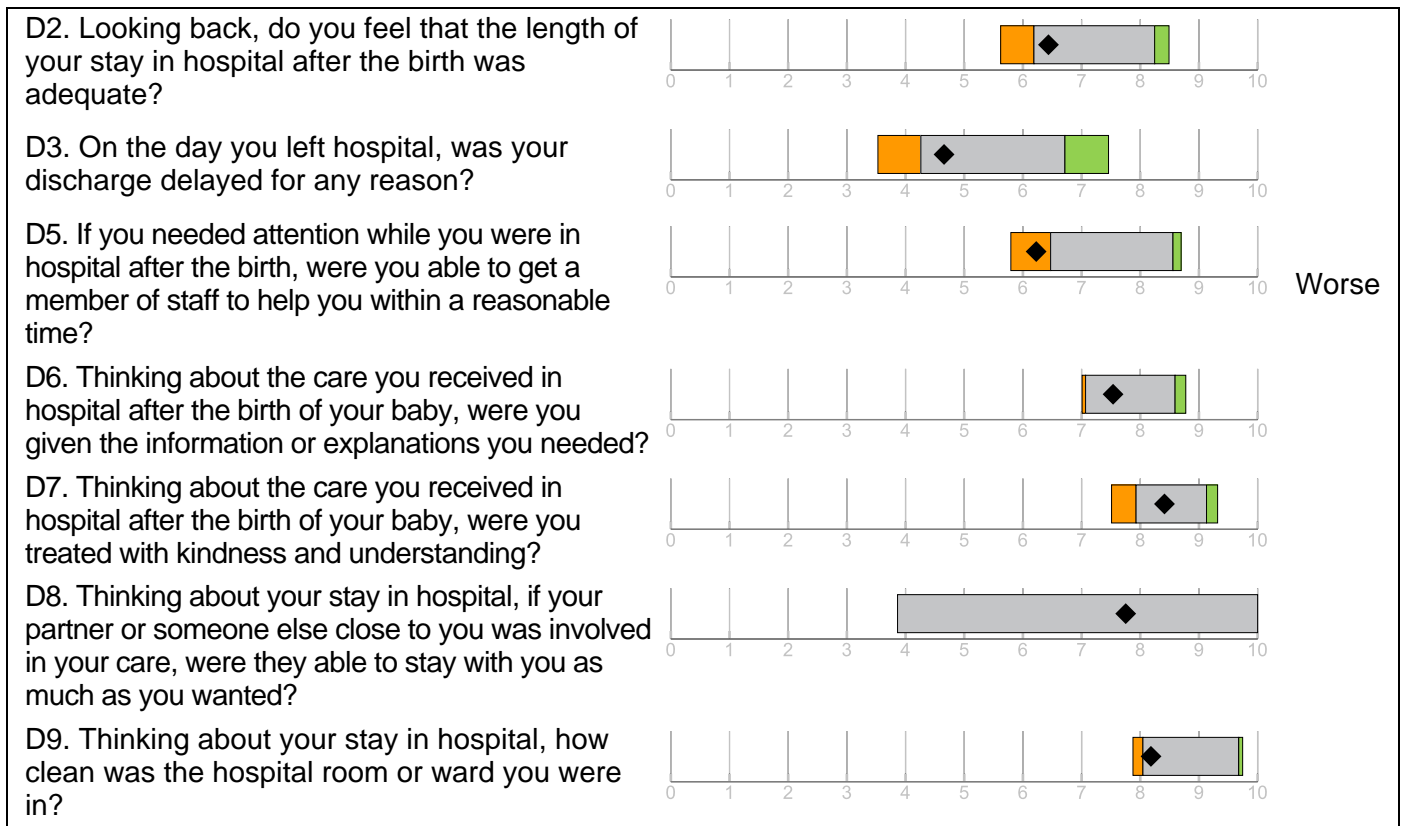 D2. Looking back, do you feel that the length of
your stay in hospital after the birth was
adequate?
0 1 2 3 4 5 6 7 8 9 10
D3. On the day you left hospital, was your
discharge delayed for any reason?
0 1 2 3 4 5 6 7 8 9 10
D5. If you needed attention while you were in
hospital after the birth, were you able to get a
member of staff to help you within a reasonable
time?
0 1 2 3 4 5 6 7 8 9 10
Worse
D6. Thinking about the care you received in
hospital after the birth of your baby, were you
given the information or explanations you needed?
0 1 2 3 4 5 6 7 8 9 10
D7. Thinking about the care you received in
hospital after the birth of your baby, were you
treated with kindness and understanding?
0 1 2 3 4 5 6 7 8 9 10
D8. Thinking about your stay in hospital, if your
partner or someone else close to you was involved
in your care, were they able to stay with you as
much as you wanted?
0 1 2 3 4 5 6 7 8 9 10
D9. Thinking about your stay in hospital, how
clean was the hospital room or ward you were
in?
0 1 2 3 4 5 6 7 8 9 10